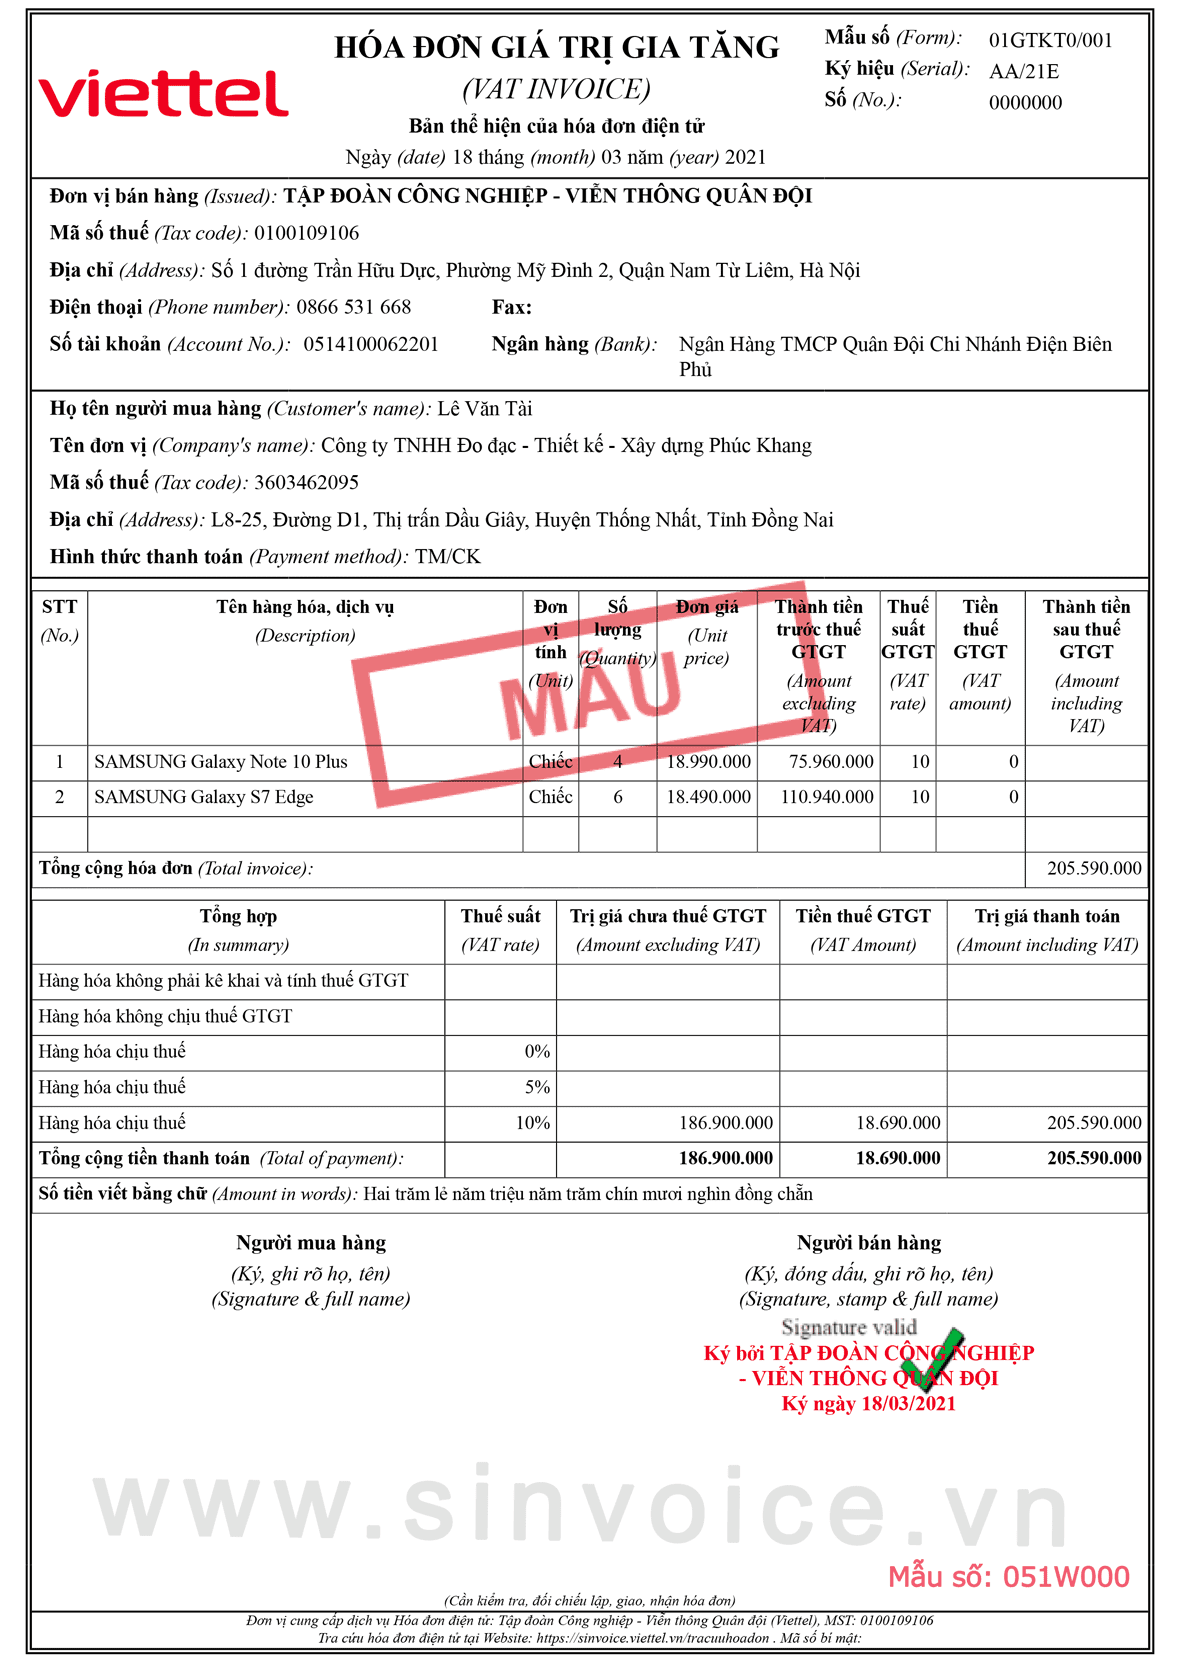 viettel
HÓA ĐƠN GIÁ TRỊ GIA TĂNG
(VAT INVOICE)
Bản thể hiện của hóa đơn điện tử
Ngày (date) 18 tháng (month) 03 năm (year) 2021
Mẫu số (Form): 01GTKT0/001
Ký hiệu (Serial): AA/21E
Số (No.): 0000000
Đơn vị bán hàng (Issued): TẬP ĐOÀN CÔNG NGHIỆP - VIỄN THÔNG QUÂN ĐỘI
Mã số thuế (Tax code): 0100109106
Địa chỉ (Address): Số 1 đường Trần Hữu Dực, Phường Mỹ Đình 2, Quận Nam Từ Liêm, Hà Nội
Điện thoại (Phone number): 0866 531 668 Fax:
Số tài khoản (Account No.): 0514100062201 Ngân hàng (Bank): Ngân Hàng TMCP Quân Đội Chi Nhánh Điện Biên
Phủ
Họ tên người mua hàng (Customer's name): Lê Văn Tài
Tên đơn vị (Company's name): Công ty TNHH Đo đạc - Thiết kế - Xây dựng Phúc Khang
Mã số thuế (Tax code): 3603462095
Địa chỉ (Address): L8-25, Đường D1, Thị trấn Dầu Giây, Huyện Thống Nhất, Tỉnh Đồng Nai
Hình thức thanh toán (Payment method): TM/CK
STT
(No.)
Tên hàng hóa, dịch vụ
(Description)
Đơn
vị
tính
(Unit)
Số
lượng
(Quantity)
Đơn giá
(Unit
price)
Thành tiền
trước thuế
GTGT
(Amount
excluding
VAT)
Thuế
suất
GTGT
(VAT
rate)
Tiền
thuế
GTGT
(VAT
amount)
Thành tiền
sau thuế
GTGT
(Amount
including
VAT)
MẪU
1 SAMSUNG Galaxy Note 10 Plus Chiếc 4 18.990.000 75.960.000 10 0
2 SAMSUNG Galaxy S7 Edge Chiếc 6 18.490.000 110.940.000 10 0
Tổng cộng hóa đơn (Total invoice): 205.590.000
Tổng hợp Thuế suất Trị giá chưa thuế GTGT Tiền thuế GTGT Trị giá thanh toán
(In summary) (VAT rate) (Amount excluding VAT) (VAT Amount) (Amount including VAT)
Hàng hóa không phải kê khai và tính thuế GTGT
Hàng hóa không chịu thuế GTGT
Hàng hóa chịu thuế 0%
Hàng hóa chịu thuế 5%
Hàng hóa chịu thuế 10% 186.900.000 18.690.000 205.590.000
Tổng cộng tiền thanh toán (Total of payment): 186.900.000 18.690.000 205.590.000
Số tiền viết bằng chữ (Amount in words): Hai trăm lẻ năm triệu năm trăm chín mươi nghìn đồng chẵn
Người mua hàng
(Ký, ghi rõ họ, tên)
(Signature & full name)
Người bán hàng
(Ký, đóng dấu, ghi rõ họ, tên)
(Signature, stamp & full name)
Signature valid
Ký bởi TẬP ĐOÀN CÔNG NGHIỆP
- VIỄN THÔNG QUÂN ĐỘI
Ký ngày 18/03/2021
www.sinvoice.vn
Mẫu số: 051W000
(Cần kiểm tra, đối chiếu lập, giao, nhận hóa đơn)
Đơn vị cung cấp dịch vụ Hóa đơn điện tử: Tập đoàn Công nghiệp - Viễn thông Quân đội (Viettel), MST: 0100109106
Tra cứu hóa đơn điện tử tại Website: https://sinvoice.viettel.vn/tracuuhoadon . Mã số bí mật: